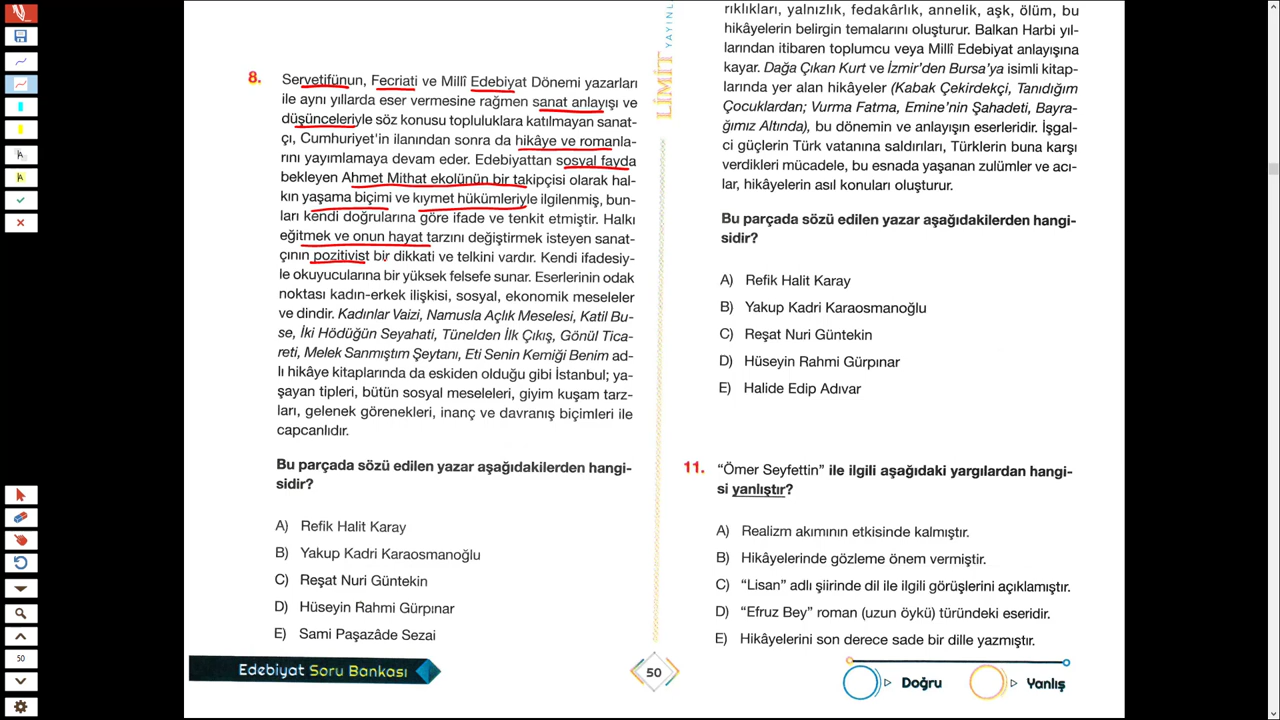 8.
Servetifünun, Fecriati ve Millî Edebiyat Dönemi yazarları
ile aynı yıllarda eser vermesine rağmen sanat anlayışı ve
düşünceleriyle söz konusu topluluklara katılmayan sanat-
çı, Cumhuriyet'in ilanından sonra da hikâye ve romanla-
rını yayımlamaya devam eder. Edebiyattan sosyal fayda
bekleyen Ahmet Mithat ekolünün bir takipçisi olarak hal-
kın yaşama biçimi ve kıymet hükümleriyle ilgilenmiş, bun-
ları kendi doğrularına göre ifade ve tenkit etmiştir. Halkı
eğitmek ve onun hayat tarzını değiştirmek isteyen sanat-
çının pozitivist bir dikkati ve telkini vardır. Kendi ifadesiy-
le okuyucularına bir yüksek felsefe sunar. Eserlerinin odak
noktası kadın-erkek ilişkisi, sosyal, ekonomik meseleler
ve dindir. Kadınlar Vaizi, Namusla Açlık Meselesi, Katil Bu-
se, İki Hödüğün Seyahati, Tünelden İlk Çıkış, Gönül Tica-
reti, Melek Sanmıştım Şeytanı, Eti Senin Kemiği Benim ad-
lı hikâye kitaplarında da eskiden olduğu gibi İstanbul; ya-
şayan tipleri, bütün sosyal meseleleri, giyim kuşam tarz-
ları, gelenek görenekleri, inanç ve davranış biçimleri ile
capcanlıdır.
Bu parçada sözü edilen yazar aşağıdakilerden hangi-
sidir?
A) Refik Halit Karay
B) Yakup Kadri Karaosmanoğlu
C) Reşat Nuri Güntekin
D) Hüseyin Rahmi Gürpınar
E) Sami Paşazâde Sezai
Edebiyat Soru Bankası
LİMİT YAYINL
50
rıklıkları, yalnızlık, fedakârlık, annelik, aşk, ölüm, bu
hikâyelerin belirgin temalarını oluşturur. Balkan Harbi yıl-
larından itibaren toplumcu veya Millî Edebiyat anlayışına
kayar. Dağa Çıkan Kurt ve İzmir'den Bursa'ya isimli kitap-
larında yer alan hikâyeler (Kabak Çekirdekçi, Tanıdığım
Çocuklardan; Vurma Fatma, Emine'nin Şahadeti, Bayra-
ğımız Altında), bu dönemin ve anlayışın eserleridir. İşgal-
ci güçlerin Türk vatanına saldırıları, Türklerin buna karşı
verdikleri mücadele, bu esnada yaşanan zulümler ve acı-
lar, hikâyelerin asıl konuları oluşturur.
Bu parçada sözü edilen yazar aşağıdakilerden hangi-
sidir?
A) Refik Halit Karay
B) Yakup Kadri Karaosmanoğlu
C) Reşat Nuri Güntekin
D) Hüseyin Rahmi Gürpınar
E) Halide Edip Adıvar
11.
“Ömer Seyfettin” ile ilgili aşağıdaki yargılardan hangi-
si yanlıştır?
A) Realizm akımının etkisinde kalmıştır.
B) Hikâyelerinde gözleme önem vermiştir.
C) “Lisan” adlı şiirinde dil ile ilgili görüşlerini açıklamıştır.
D) “Efruz Bey” roman (uzun öykü) türündeki eseridir.
E) Hikâyelerini son derece sade bir dille yazmıştır.
Doğru
Yanlış
50